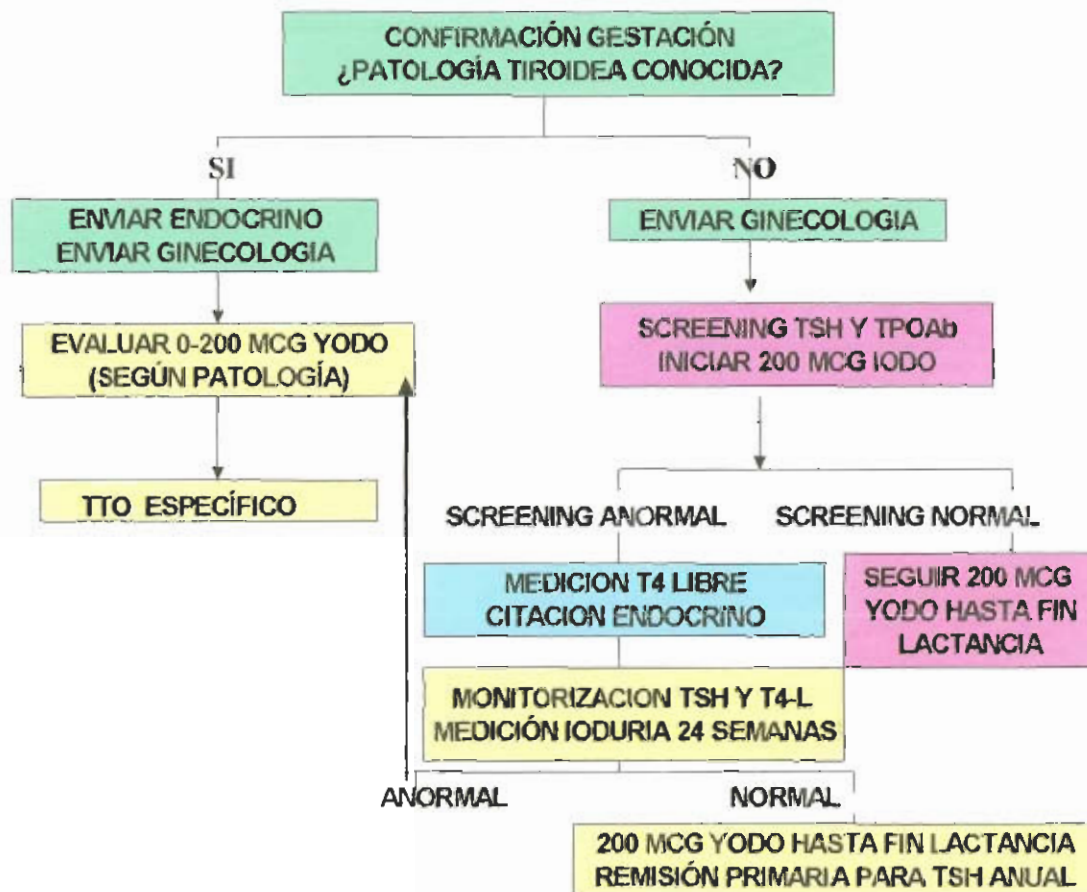 CONFIRMACIÓN GESTACIÓN
¿PATOLOGÍA TIROIDEA CONOCIDA?
SI
NO
ENVIAR ENDOCRINO
ENVIAR GINECOLOGIA
ENVIAR GINECOLOGIA
EVALUAR 0-200 MCG YODO
(SEGÚN PATOLOGÍA)
SCREENING TSH Y TPOAb
INICIAR 200 MCG IODO
TTO ESPECÍFICO
SCREENING ANORMAL
SCREENING NORMAL
MEDICION T4 LIBRE
CITACION ENDOCRINO
SEGUIR 200 MCG
YODO HASTA FIN
LACTANCIA
MONITORIZACION TSH Y T4-L
MEDICIÓN IODURIA 24 SEMANAS
ANORMAL
NORMAL
200 MCG YODO HASTA FIN LACTANCIA
REMISIÓN PRIMARIA PARA TSH ANUAL